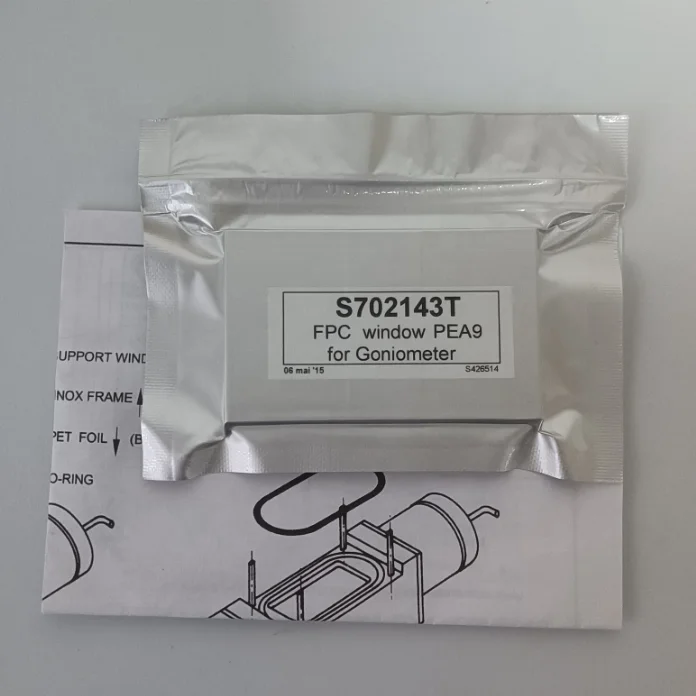 S702143T
FPC window PEA9
for Goniometer
06 mai '15 S426514
SUPPORT WIND
INOX FRAME
PET FOIL (B
O-RING